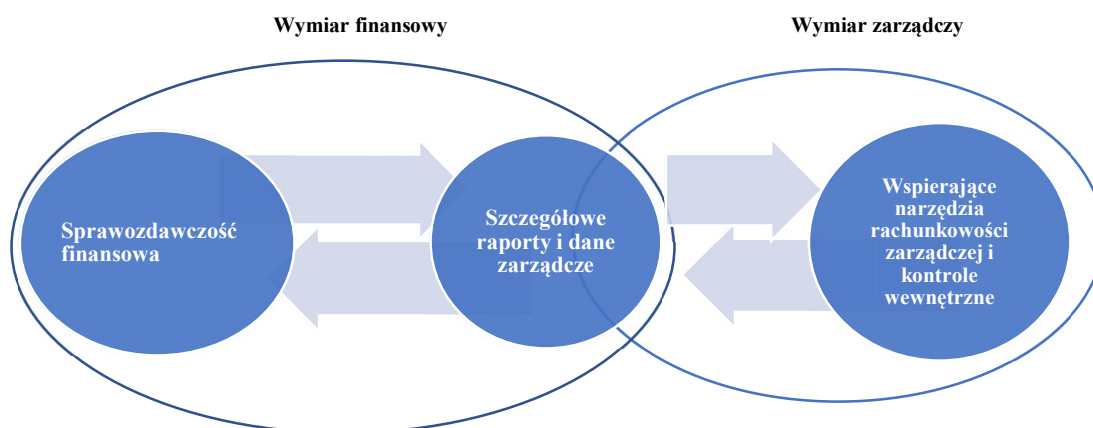 Wymiar finansowy
Wymiar zarządczy
Sprawozdawczość
finansowa
Szczegółowe
raporty i dane
zarządcze
Wspierające
narzędzia
rachunkowości
zarządczej i
kontrole
wewnętrzne